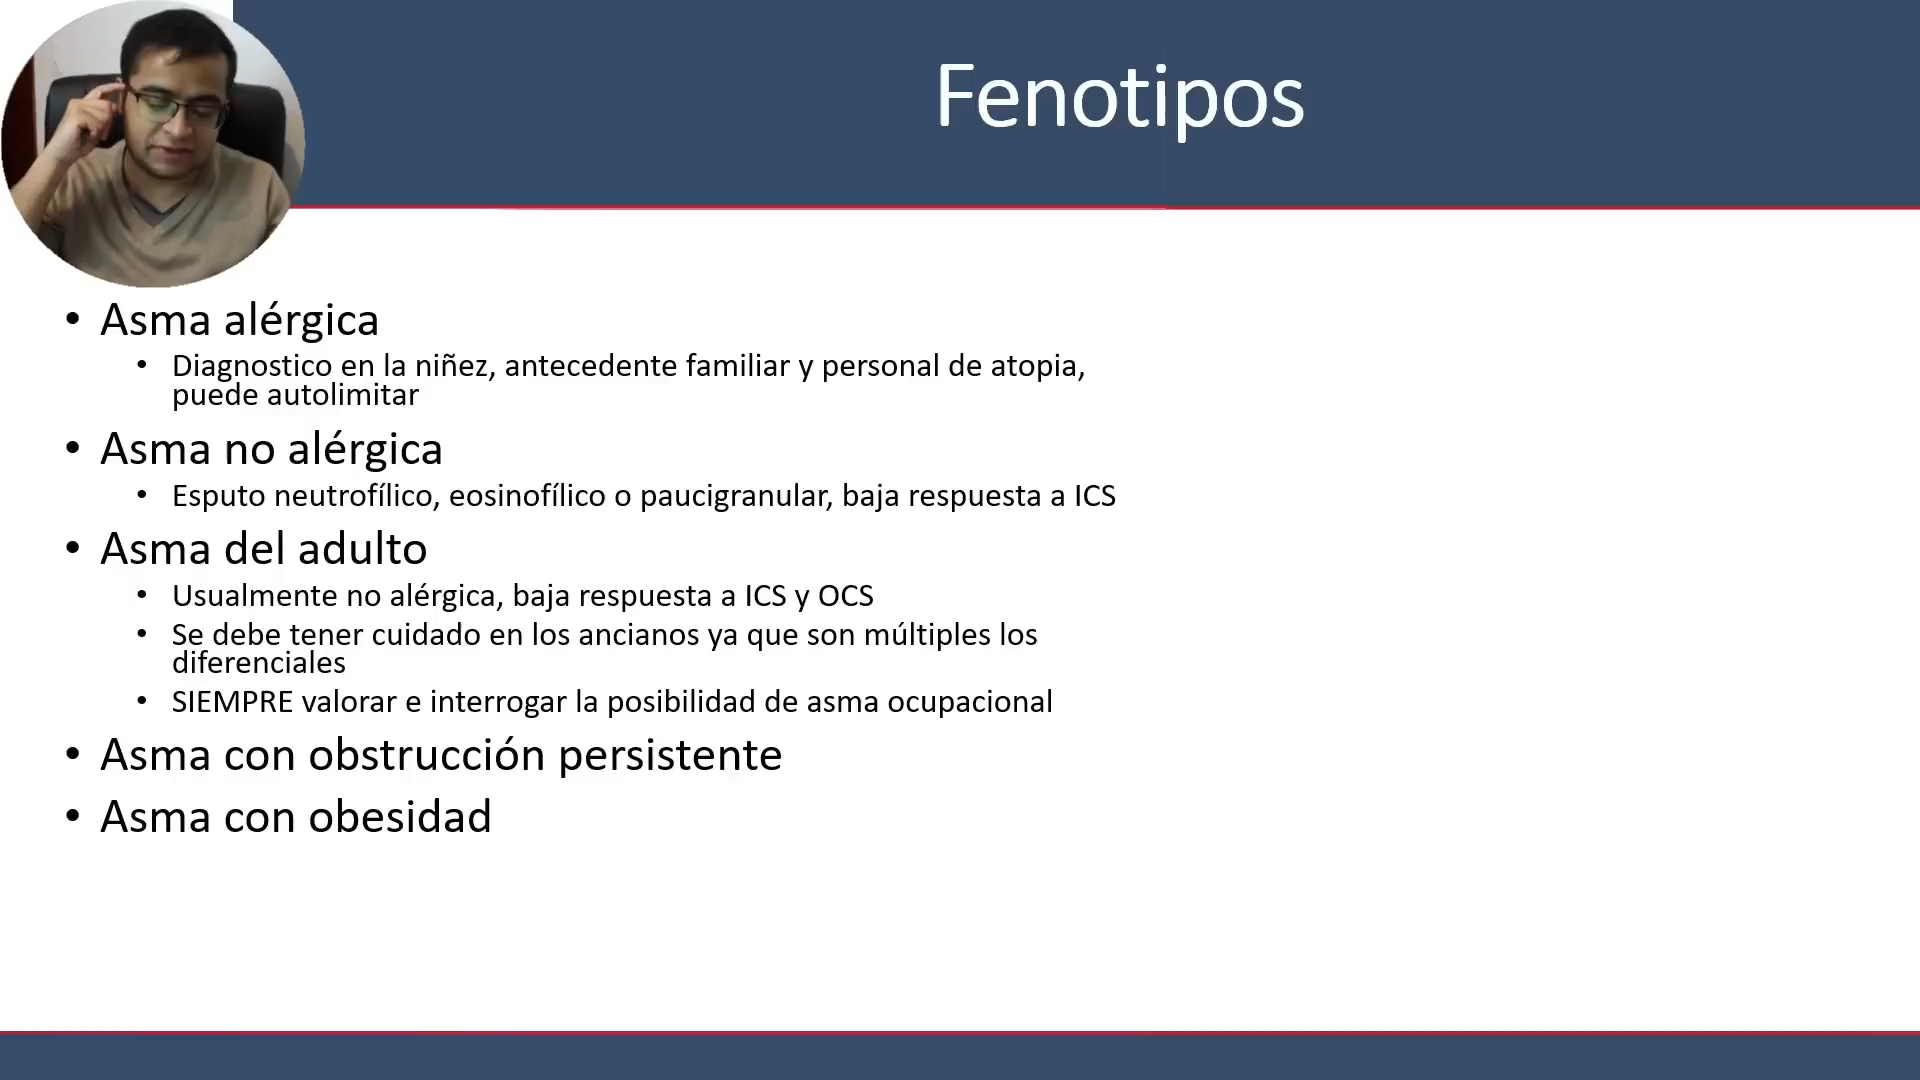 Fenotipos
• Asma alérgica
• Diagnostico en la niñez, antecedente familiar y personal de atopia,
puede autolimitar
• Asma no alérgica
• Esputo neutrofílico, eosinofílico o paucigranular, baja respuesta a ICS
• Asma del adulto
• Usualmente no alérgica, baja respuesta a ICS y OCS
• Se debe tener cuidado en los ancianos ya que son múltiples los
diferenciales
• SIEMPRE valorar e interrogar la posibilidad de asma ocupacional
• Asma con obstrucción persistente
• Asma con obesidad